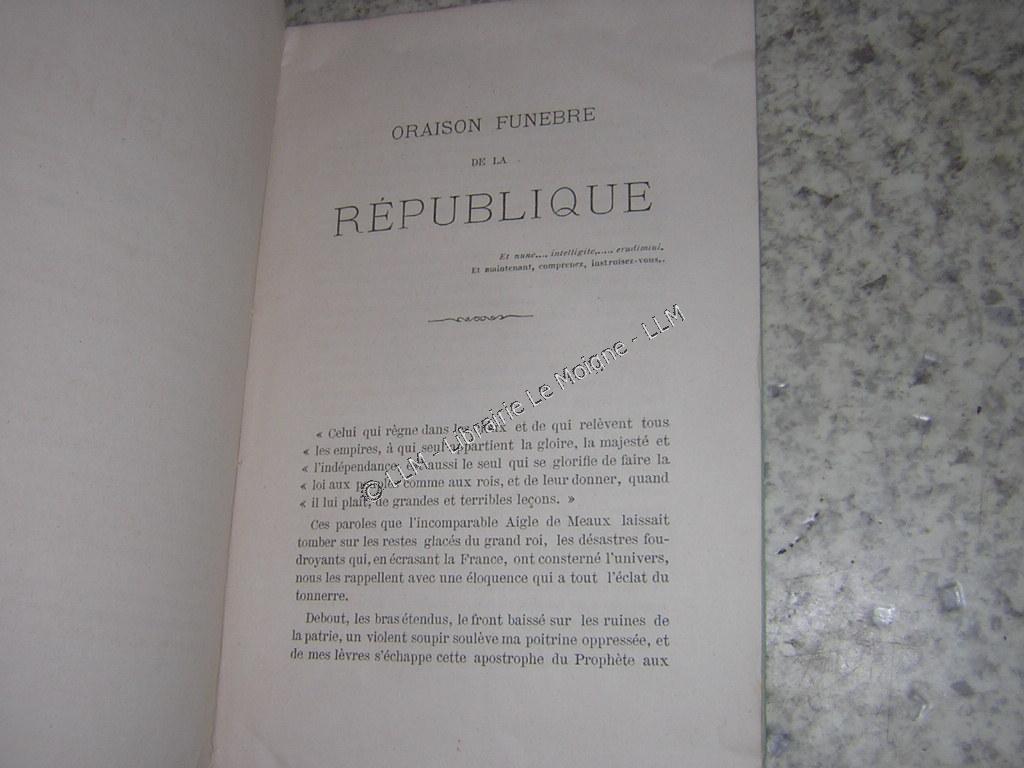 ORAISON FUNEBRE
DE LA
RÉPUBLIQUE
Et nunc.... intelligite,.... erudimini.
Et maintenant, comprenez, instruisez-vous..
« Celui qui règne dans les cieux et de qui relèvent tous
« les empires, à qui seul appartient la gloire, la majesté et
« l'indépendance, est aussi le seul qui se glorifie de faire la
« loi aux peuples comme aux rois, et de leur donner, quand
« il lui plaît, de grandes et terribles leçons. »
Ces paroles que l'incomparable Aigle de Meaux laissait
tomber sur les restes glacés du grand roi, les désastres fou-
droyants qui, en écrasant la France, ont consterné l'univers,
nous les rappellent avec une éloquence qui a tout l'éclat du
tonnerre.
Debout, les bras étendus, le front baissé sur les ruines de
la patrie, un violent soupir soulève ma poitrine oppressée, et
de mes lèvres s'échappe cette apostrophe du Prophète aux
© LLM - Librairie Le Moigne - LLM